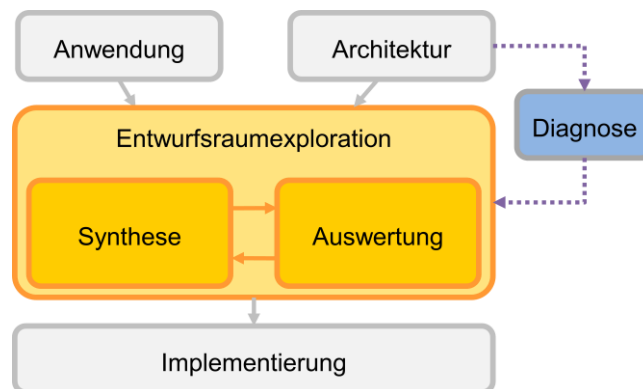 Anwendung
Architektur
Diagnose
Entwurfsraumexploration
Synthese
Auswertung
Implementierung